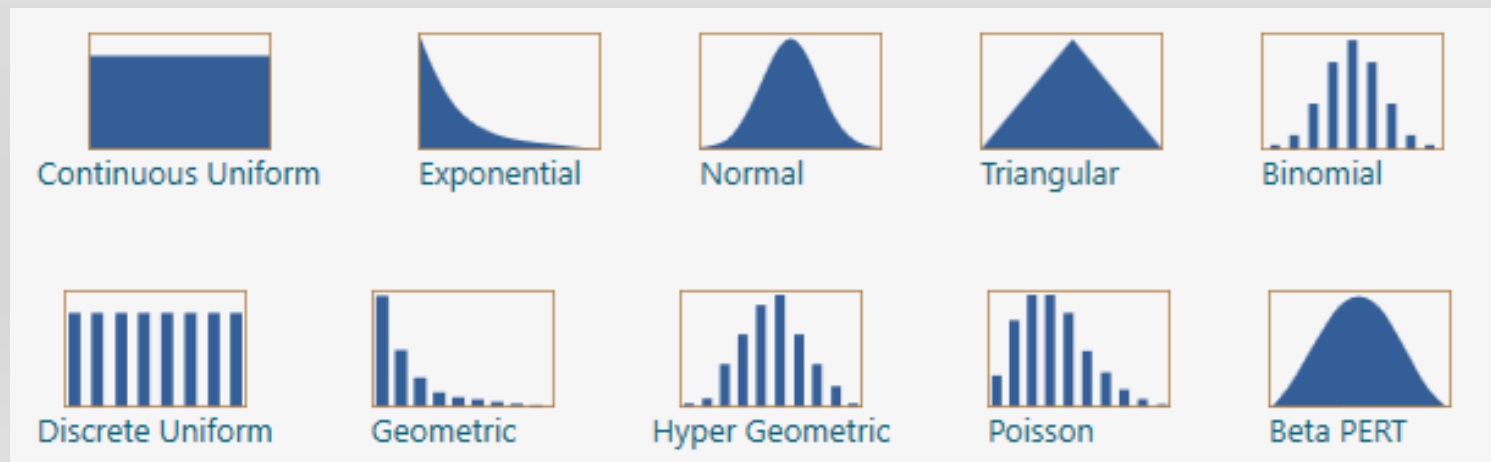 Continuous Uniform
Exponential
Normal
Triangular
Binomial
Discrete Uniform
Geometric
Hyper Geometric
Poisson
Beta PERT